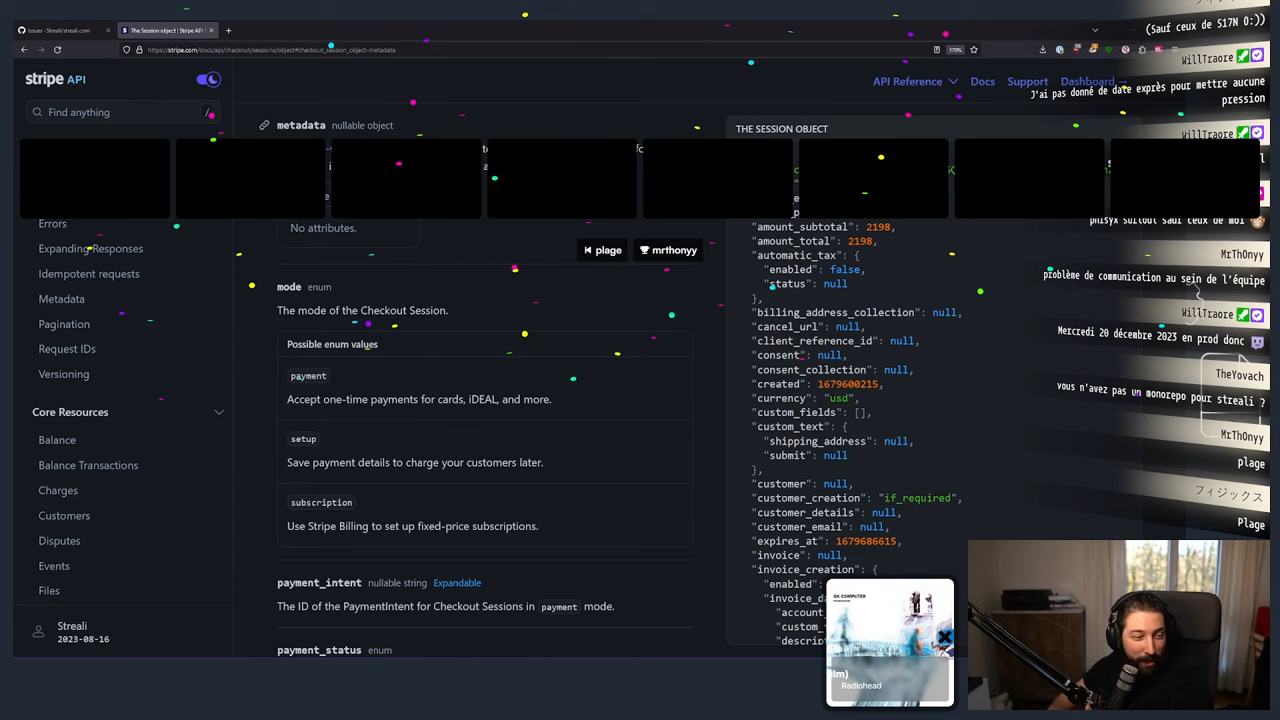 Issues · Streali/streali.com
The Session object | Stripe API
https://stripe.com/docs/api/checkout/sessions/object#checkout_session_object-metadata
170%
stripe API
Find anything
/
API Reference
Docs
Support
Dashboard →
metadata nullable object
THE SESSION OBJECT
Errors
Expanding Responses
Idempotent requests
Metadata
Pagination
Request IDs
Versioning
Core Resources
Balance
Balance Transactions
Charges
Customers
Disputes
Events
Files
Streali
2023-08-16
No attributes.
plage
mrthonyy
mode enum
The mode of the Checkout Session.
Possible enum values
payment
Accept one-time payments for cards, iDEAL, and more.
setup
Save payment details to charge your customers later.
subscription
Use Stripe Billing to set up fixed-price subscriptions.
payment_intent nullable string Expandable
The ID of the PaymentIntent for Checkout Sessions in payment mode.
payment_status enum
"amount_subtotal": 2198,
"amount_total": 2198,
"automatic_tax": {
"enabled": false,
"status": null
},
"billing_address_collection": null,
"cancel_url": null,
"client_reference_id": null,
"consent": null,
"consent_collection": null,
"created": 1679600215,
"currency": "usd",
"custom_fields": [],
"custom_text": {
"shipping_address": null,
"submit": null
},
"customer": null,
"customer_creation": "if_required",
"customer_details": null,
"customer_email": null,
"expires_at": 1679686615,
"invoice": null,
"invoice_creation": {
"enabled":
"invoice_da
"account_
"custom_
"descrip
(Sauf ceux de S17N O:))
WillTraore
J'ai pas donné de date exprès pour mettre aucune
pression
WillTraore
phisyx surtout sauf ceux de moi
MrThOnyy
problème de communication au sein de l'équipe
WillTraore
Mercredi 20 décembre 2023 en prod donc
TheYovach
vous n'avez pas un monorepo pour streali ?
MrThOnyy
plage
フィジックス
Plage
OK COMPUTER
ilm)
Radiohead